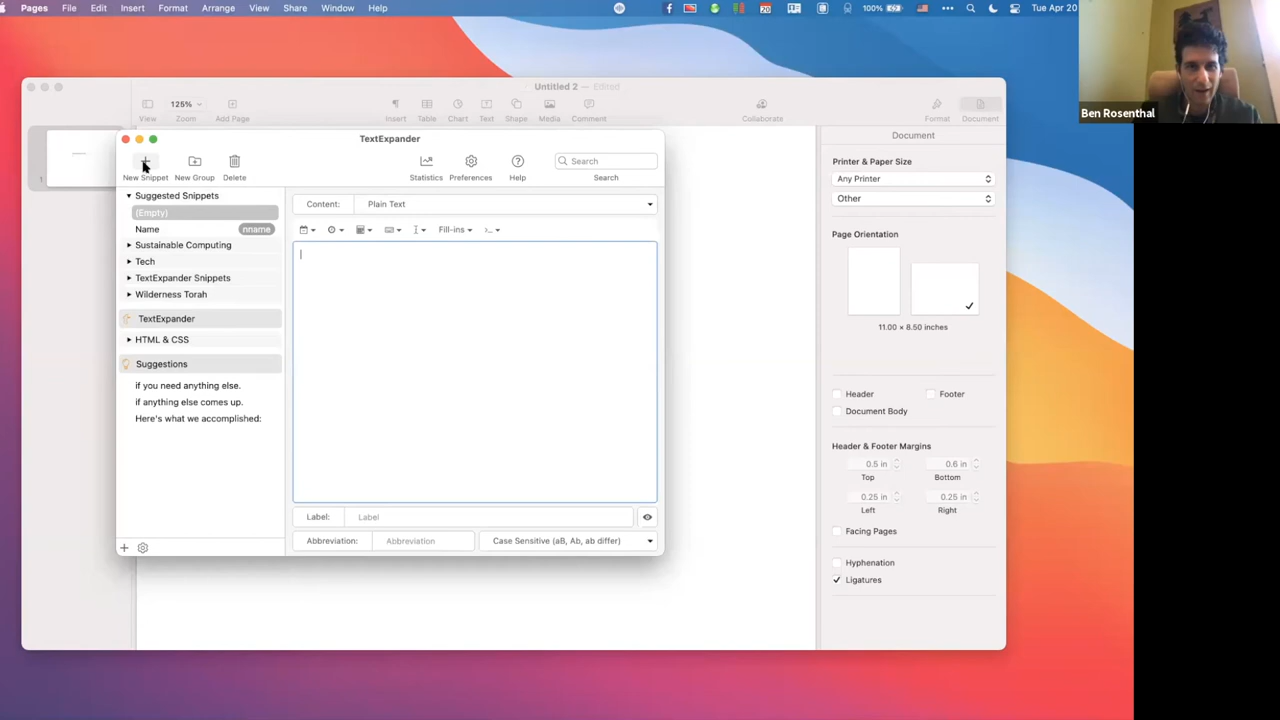 Pages File Edit Insert Format Arrange View Share Window Help 20 100% Tue Apr 20
Ben Rosenthal
Untitled 2 — Edited
125%
View Zoom Add Page Insert Table Chart Text Shape Media Comment Collaborate Format Document
1
TextExpander
New Snippet New Group Delete Statistics Preferences Help Search
Search
Suggested Snippets
(Empty)
Name nname
Sustainable Computing
Tech
TextExpander Snippets
Wilderness Torah
TextExpander
HTML & CSS
Suggestions
if you need anything else.
if anything else comes up.
Here's what we accomplished:
Content: Plain Text
Fill-ins
Label: Label
Abbreviation: Abbreviation Case Sensitive (aB, Ab, ab differ)
Document
Printer & Paper Size
Any Printer
Other
Page Orientation
11.00 × 8.50 inches
Header Footer
Document Body
Header & Footer Margins
0.5 in 0.6 in
Top Bottom
0.25 in 0.25 in
Left Right
Facing Pages
Hyphenation
Ligatures